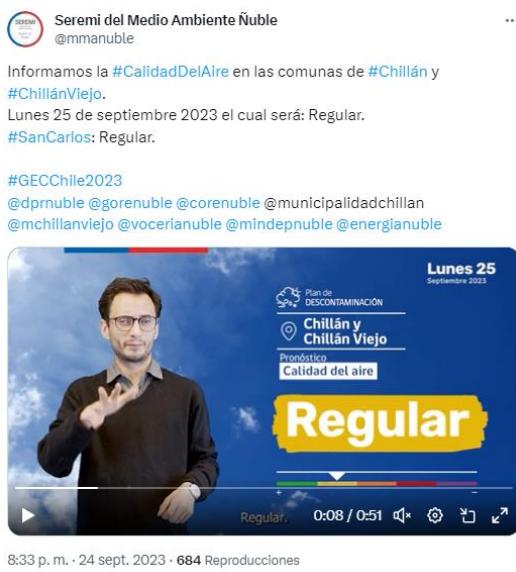 Seremi del Medio Ambiente Ñuble
@mmanuble
Informamos la #CalidadDelAire en las comunas de #Chillán y
#ChillánViejo.
Lunes 25 de septiembre 2023 el cual será: Regular.
#SanCarlos: Regular.
#GECChile2023
@dprnuble @gorenuble @corenuble @municipalidadchillan
@mchillanviejo @vocerianuble @mindepnuble @energianuble
Lunes 25
Septiembre 2023
Plan de
DESCONTAMINACIÓN
Chillán y
Chillán Viejo
Pronóstico
Calidad del aire
Regular
+ −
Regular.
0:08 / 0:51
8:33 p. m. · 24 sept. 2023 · 684 Reproducciones